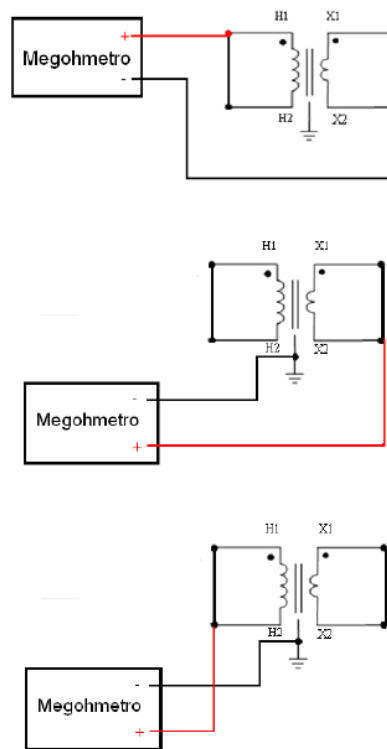 H1 X1
+
Megohmetro
-
H2 X2
H1 X1
H2 X2
-
Megohmetro
+
H1 X1
H2 X2
-
Megohmetro
+